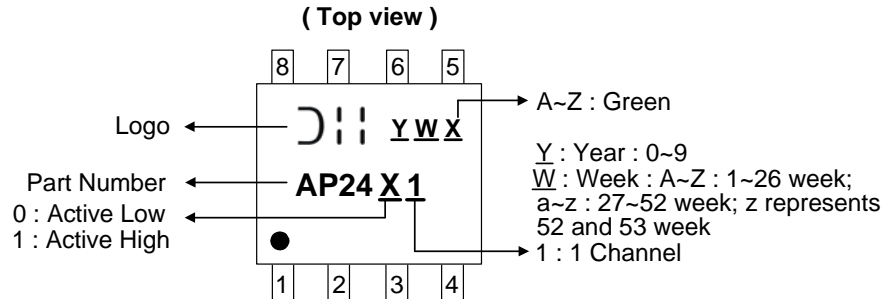 ( Top view )
8 7 6 5
Logo
Y W X
A~Z : Green
Part Number
AP24 X 1
0 : Active Low
1 : Active High
Y : Year : 0~9
W : Week : A~Z : 1~26 week;
a~z : 27~52 week; z represents
52 and 53 week
1 : 1 Channel
1 2 3 4